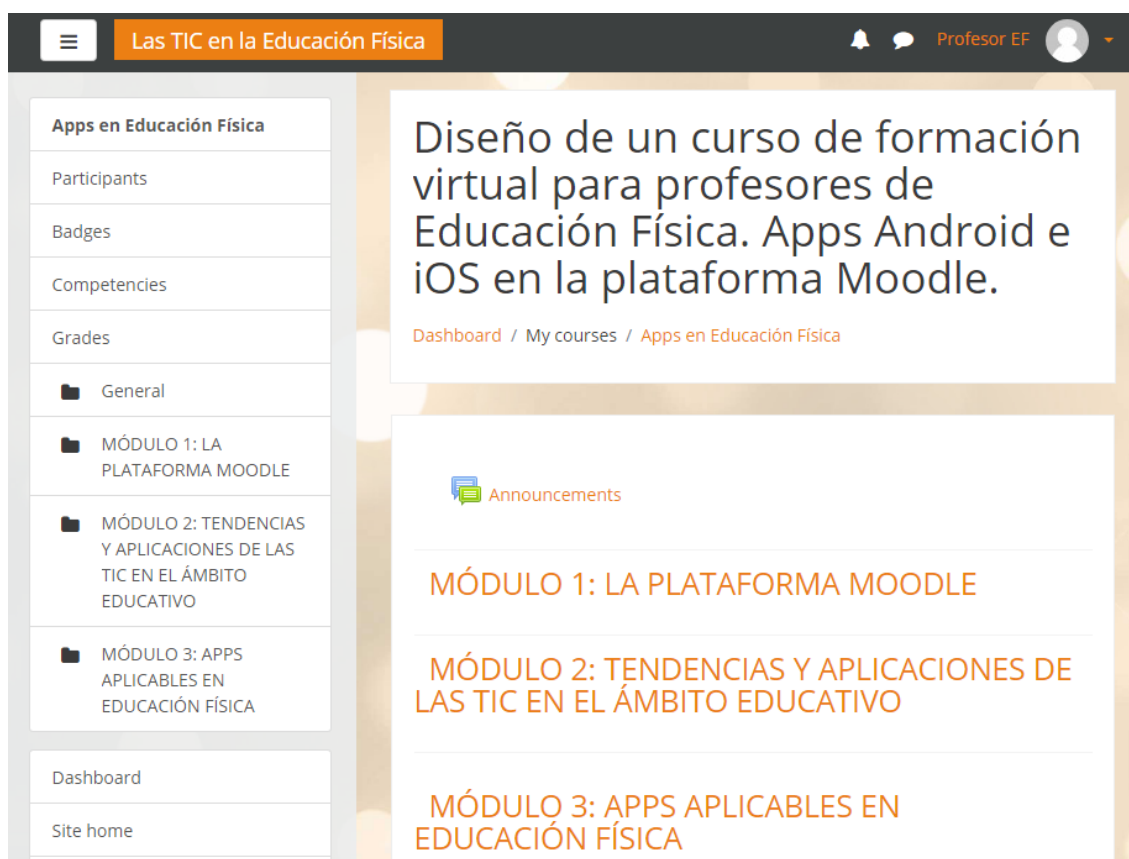 Las TIC en la Educación Física
Profesor EF
Apps en Educación Física
Participants
Badges
Competencies
Grades
General
MÓDULO 1: LA
PLATAFORMA MOODLE
MÓDULO 2: TENDENCIAS
Y APLICACIONES DE LAS
TIC EN EL ÁMBITO
EDUCATIVO
MÓDULO 3: APPS
APLICABLES EN
EDUCACIÓN FÍSICA
Dashboard
Site home
Diseño de un curso de formación
virtual para profesores de
Educación Física. Apps Android e
iOS en la plataforma Moodle.
Dashboard / My courses / Apps en Educación Física
Announcements
MÓDULO 1: LA PLATAFORMA MOODLE
MÓDULO 2: TENDENCIAS Y APLICACIONES DE
LAS TIC EN EL ÁMBITO EDUCATIVO
MÓDULO 3: APPS APLICABLES EN
EDUCACIÓN FÍSICA